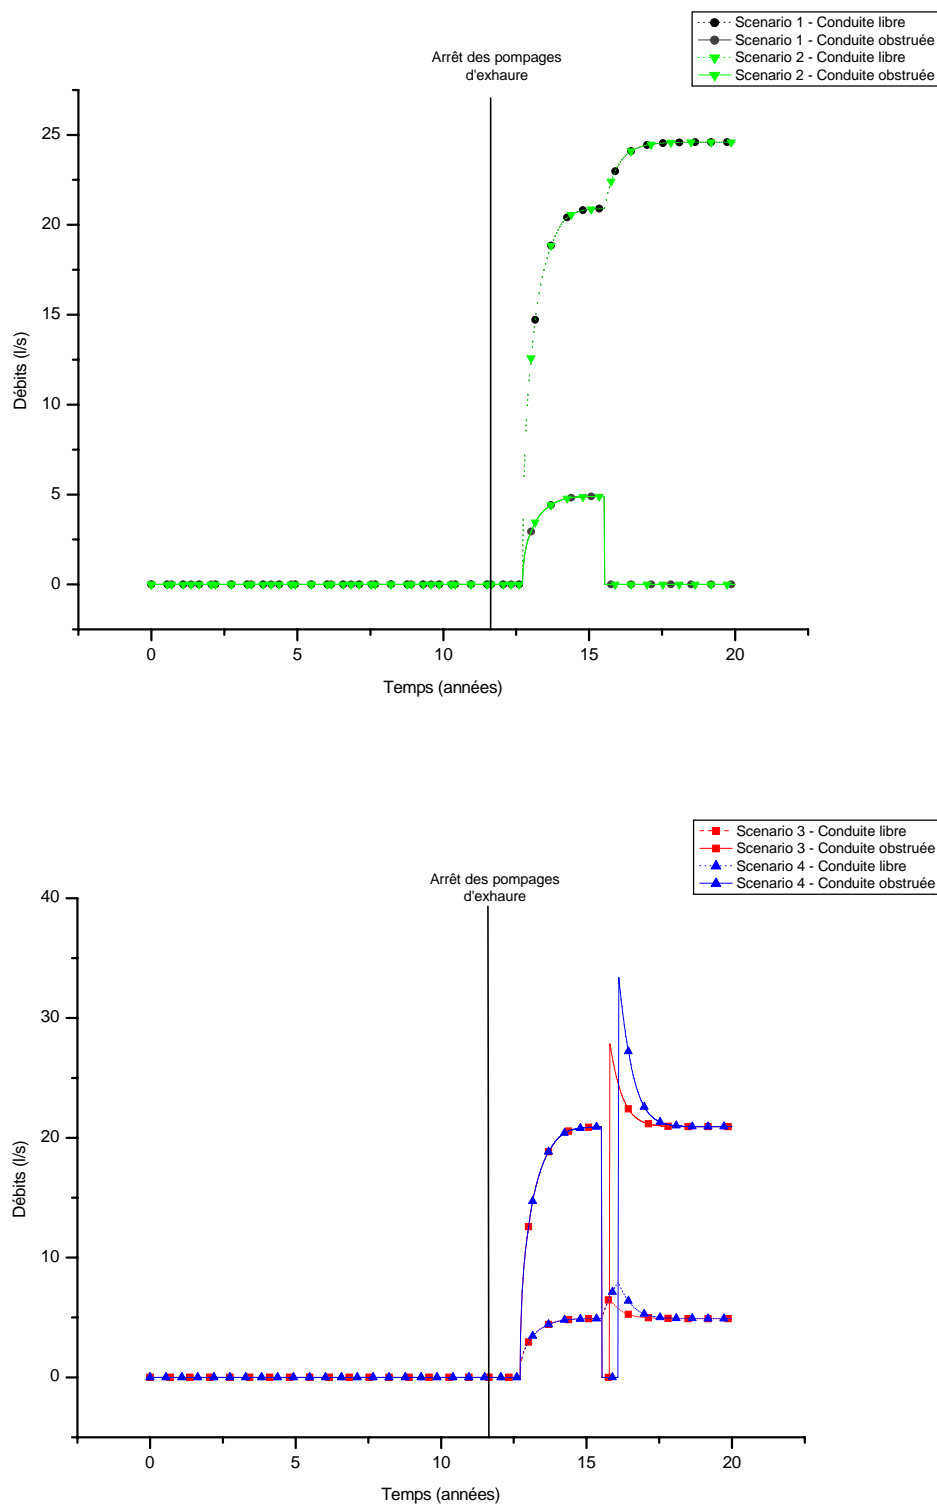 Scenario 1 - Conduite libre
Scenario 1 - Conduite obstruée
Scenario 2 - Conduite libre
Scenario 2 - Conduite obstruée
Arrêt des pompages
d'exhaure
25
20
15
10
5
0
Débits (l/s)
0 5 10 15 20
Temps (années)
Scenario 3 - Conduite libre
Scenario 3 - Conduite obstruée
Scenario 4 - Conduite libre
Scenario 4 - Conduite obstruée
Arrêt des pompages
d'exhaure
40
30
20
10
0
Débits (l/s)
0 5 10 15 20
Temps (années)